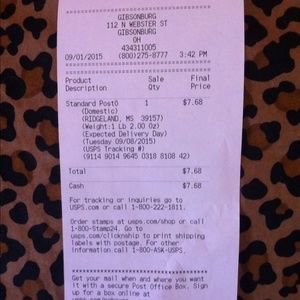 ****************************************
GIBSONBURG
112 N WEBSTER ST
GIBSONBURG
OH
434311005
09/01/2015 (800)275-8777 3:42 PM
****************************************
Product Sale Final
Description Qty Price
Standard Post0 1 $7.68
(Domestic)
(RIDGELAND, MS 39157)
(Weight:1 Lb 2.00 Oz)
(Expected Delivery Day)
(Tuesday 09/08/2015)
(USPS Tracking #)
(9114 9014 9645 0318 8108 42)
Total $7.68
Cash $7.68
For tracking or inquiries go to
USPS.com or call 1-800-222-1811.
Order stamps at usps.com/shop or call
1-800-Stamp24. Go to
usps.com/clicknship to print shipping
labels with postage. For other
information call 1-800-ASK-USPS.
****************************************
Get your mail when and where you want
it with a secure Post Office Box. Sign
up for a box online at